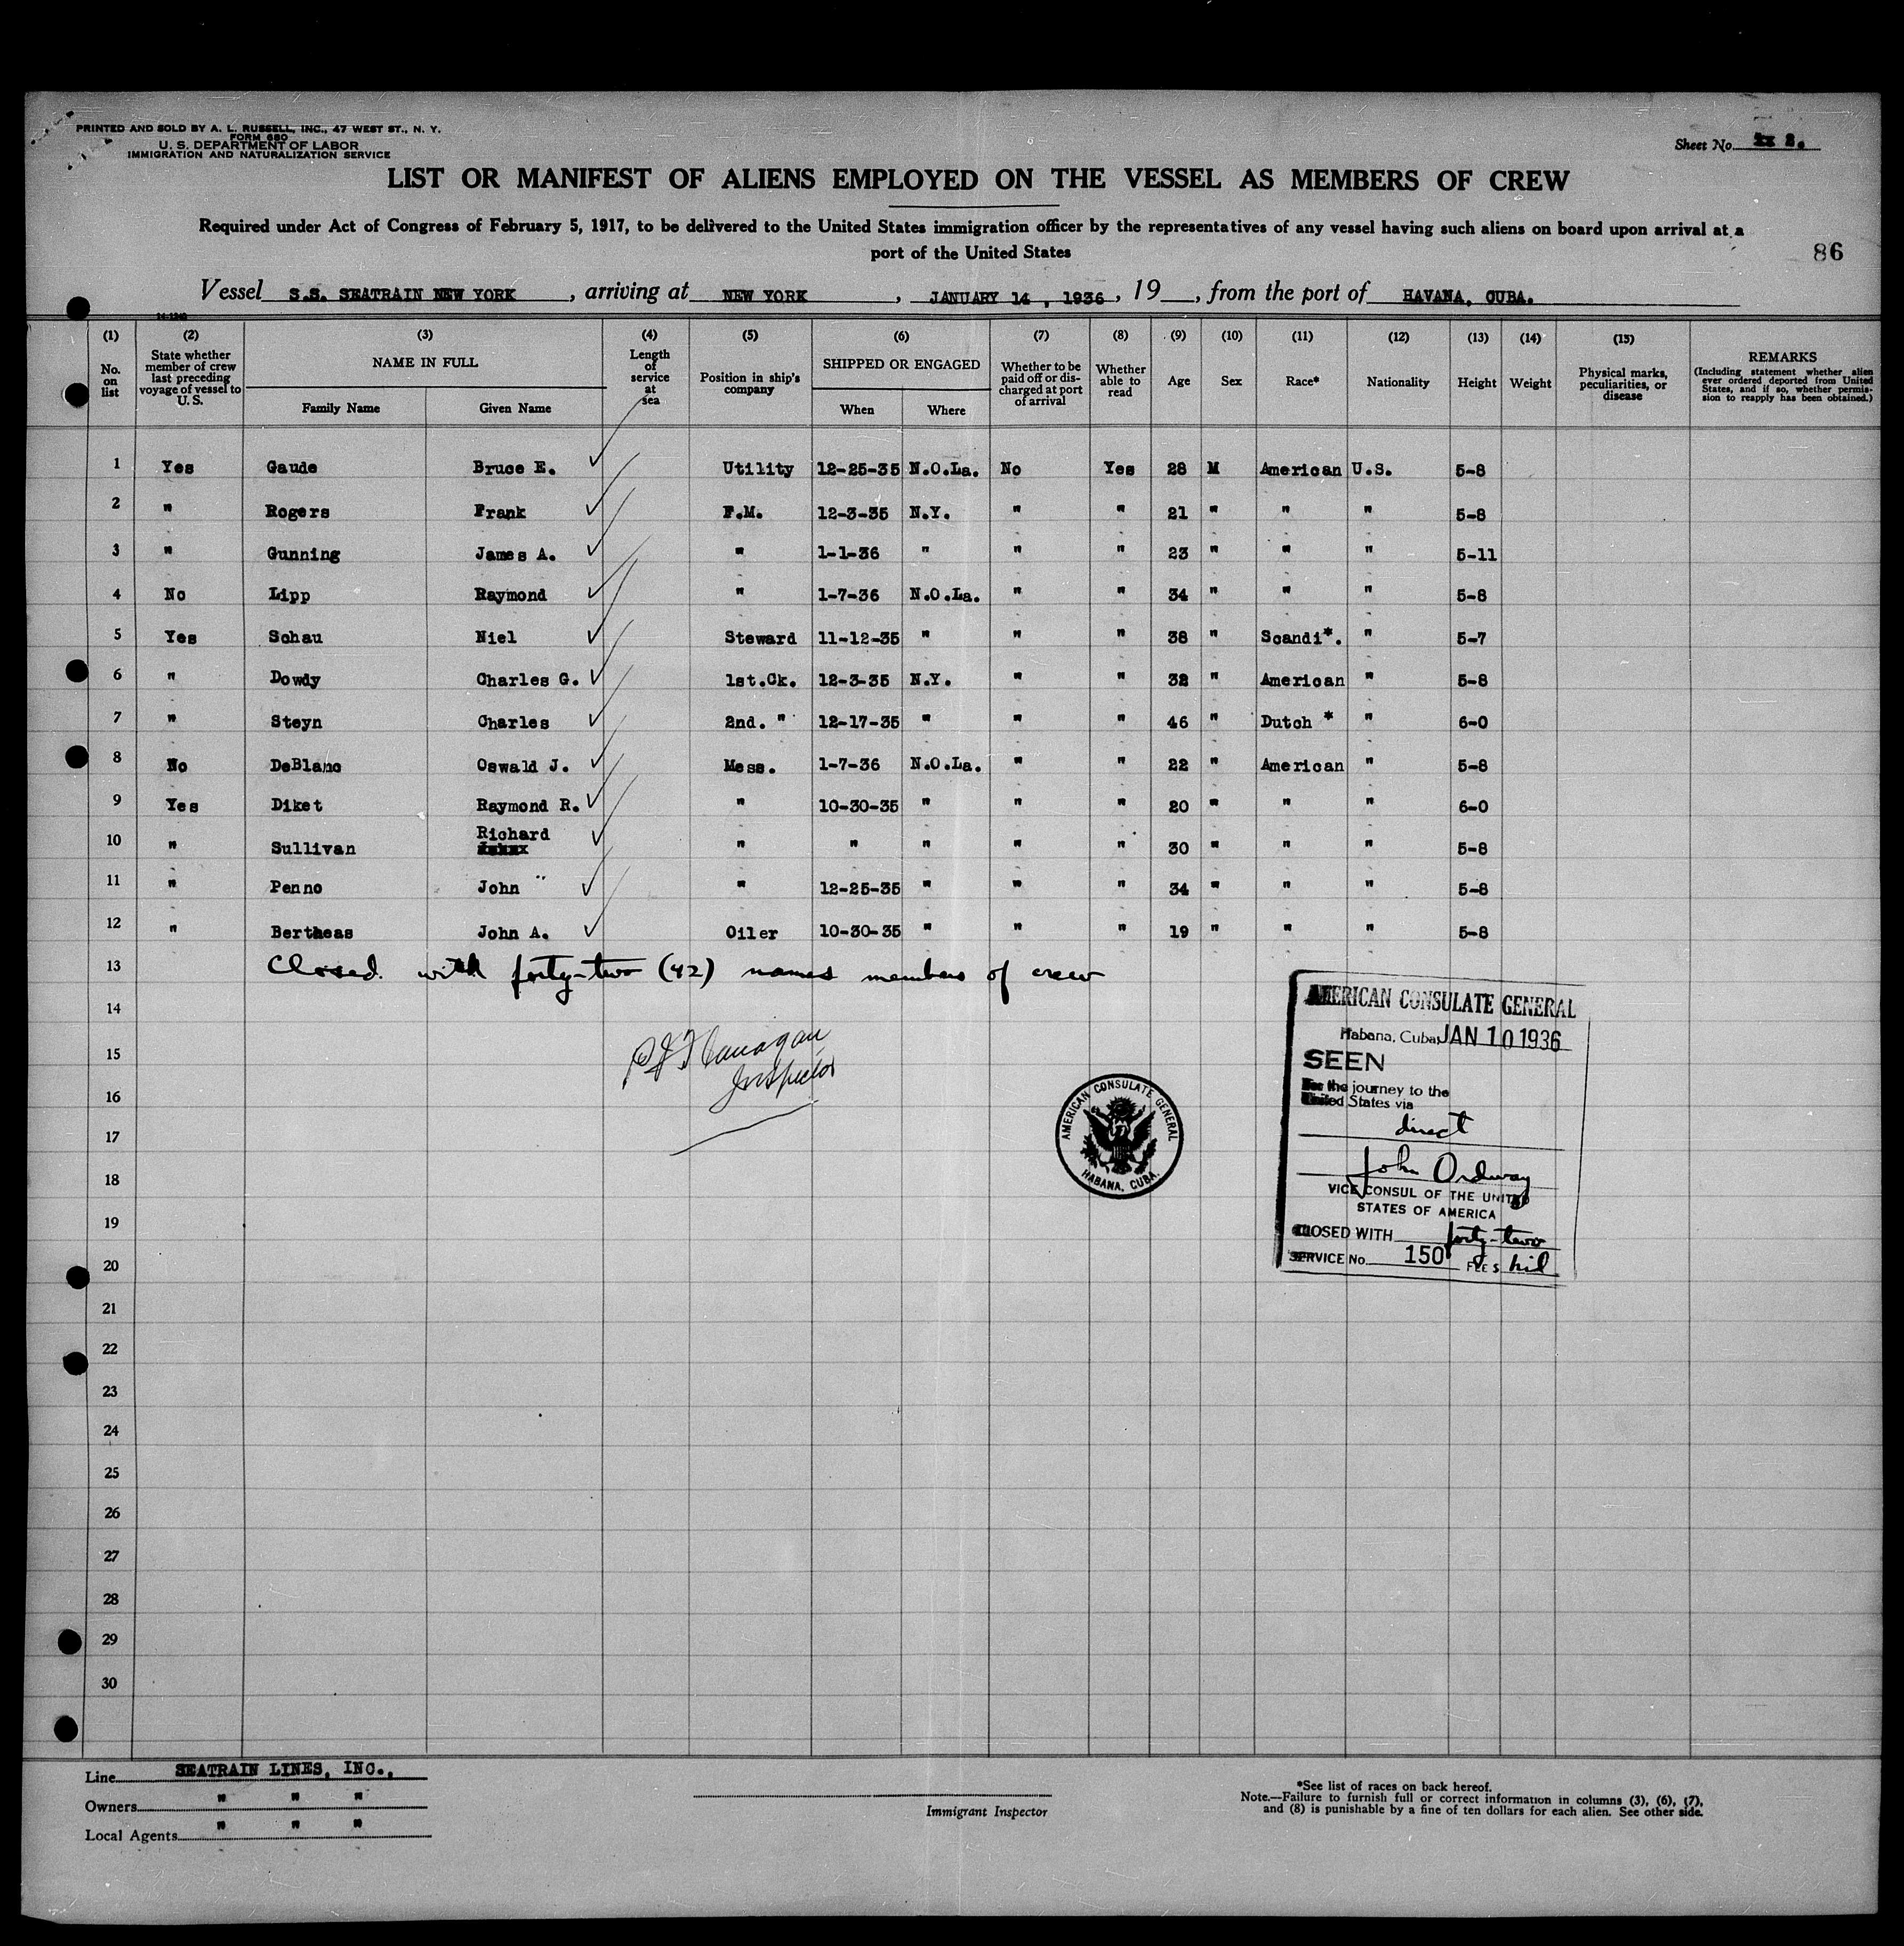 PRINTED AND SOLD BY A. L. RUSSELL, INC., 47 WEST ST., N. Y.
FORM 680
U. S. DEPARTMENT OF LABOR
IMMIGRATION AND NATURALIZATION SERVICE
Sheet No. 2.
LIST OR MANIFEST OF ALIENS EMPLOYED ON THE VESSEL AS MEMBERS OF CREW
Required under Act of Congress of February 5, 1917, to be delivered to the United States immigration officer by the representatives of any vessel having such aliens on board upon arrival at a
port of the United States
86
Vessel S.S. SEATRAIN NEW YORK, arriving at NEW YORK, JANUARY 14, 1936, 19__, from the port of HAVANA, CUBA.
(1) No. on list
(2) State whether member of crew last preceding voyage of vessel to U. S.
(3) NAME IN FULL Family Name Given Name
(4) Length of service at sea
(5) Position in ship's company
(6) SHIPPED OR ENGAGED When Where
(7) Whether to be paid off or discharged at port of arrival
(8) Whether able to read
(9) Age
(10) Sex
(11) Race*
(12) Nationality
(13) Height
(14) Weight
(15) Physical marks, peculiarities, or disease
REMARKS (Including statement whether alien ever ordered deported from United States, and if so, whether permission to reapply has been obtained.)
1 Yes Gaude Bruce E. ✓ Utility 12-25-35 N.O.La. No Yes 28 M American U.S. 5-8
2 " Rogers Frank ✓ F.M. 12-3-35 N.Y. " " 21 " " " 5-8
3 " Gunning James A. ✓ " 1-1-36 " " " 23 " " " 5-11
4 No Lipp Raymond ✓ " 1-7-36 N.O.La. " " 34 " " " 5-8
5 Yes Schau Niel ✓ Steward 11-12-35 " " " 38 " Scandi*. " 5-7
6 " Dowdy Charles G. ✓ 1st.Ck. 12-3-35 N.Y. " " 32 " American " 5-8
7 " Steyn Charles ✓ 2nd. " 12-17-35 " " " 46 " Dutch * " 6-0
8 No DeBlanc Oswald J. ✓ Mess. 1-7-36 N.O.La. " " 22 " American " 5-8
9 Yes Diket Raymond R. ✓ " 10-30-35 " " " 20 " " " 6-0
10 " Sullivan Richard ✓ " " " " " 30 " " " 5-8
11 " Penno John ✓ " 12-25-35 " " " 34 " " " 5-8
12 " Bertheas John A. ✓ Oiler 10-30-35 " " " 19 " " " 5-8
13 Closed with forty-two (42) names members of crew
14
15
16
17
18
19
20
21
22
23
24
25
26
27
28
29
30
Flanagan
Inspector
AMERICAN CONSULATE GENERAL
HABANA, CUBA.
AMERICAN CONSULATE GENERAL
Habana, Cuba, JAN 10 1936
SEEN
For the journey to the
United States via
direct
John Ordway
VICE CONSUL OF THE UNITED
STATES OF AMERICA
CLOSED WITH forty-two
SERVICE No. 150 FEE $ nil
Line SEATRAIN LINES, INC.,
Owners " " "
Local Agents " " "
Immigrant Inspector
*See list of races on back hereof.
Note.—Failure to furnish full or correct information in columns (3), (6), (7),
and (8) is punishable by a fine of ten dollars for each alien. See other side.